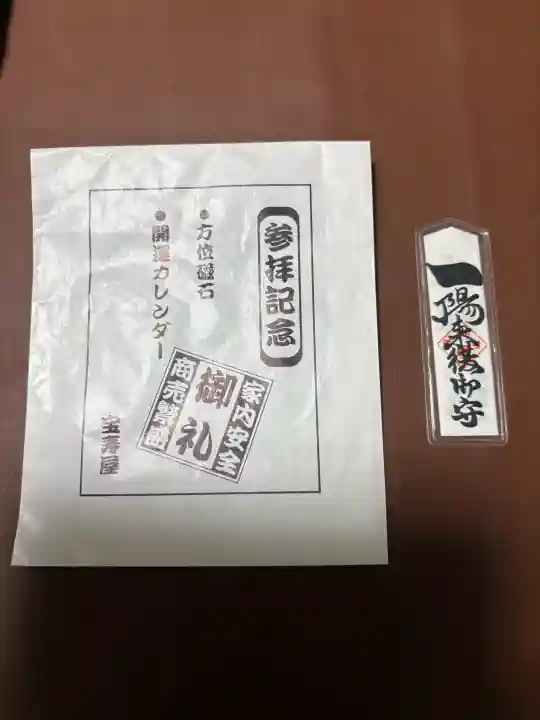 参拝記念
●方位磁石
●開運カレンダー
家内安全
御礼
商売繁盛
宝寿屋
一陽来復御守